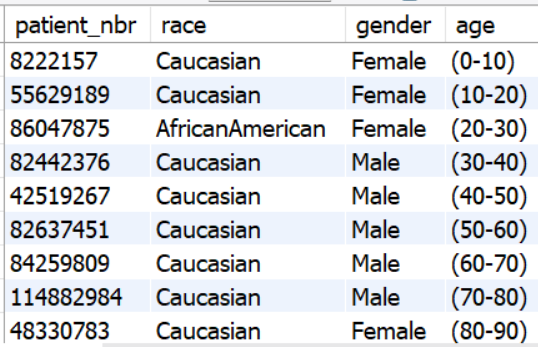 patient_nbr race gender age
8222157 Caucasian Female (0-10)
55629189 Caucasian Female (10-20)
86047875 AfricanAmerican Female (20-30)
82442376 Caucasian Male (30-40)
42519267 Caucasian Male (40-50)
82637451 Caucasian Male (50-60)
84259809 Caucasian Male (60-70)
114882984 Caucasian Male (70-80)
48330783 Caucasian Female (80-90)